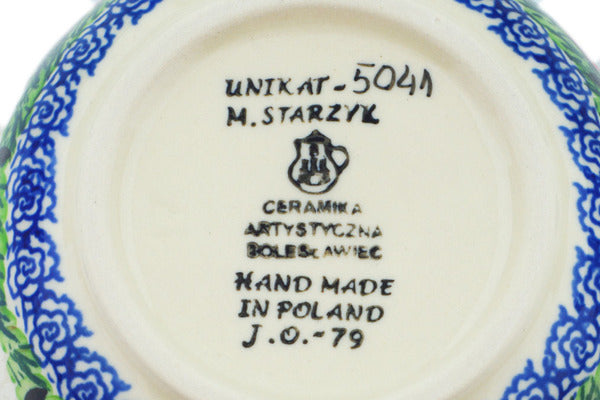 UNIKAT-5041
M. STARZYK
CERAMIKA
ARTYSTYCZNA
BOLESŁAWIEC
HAND MADE
IN POLAND
J.O.-79